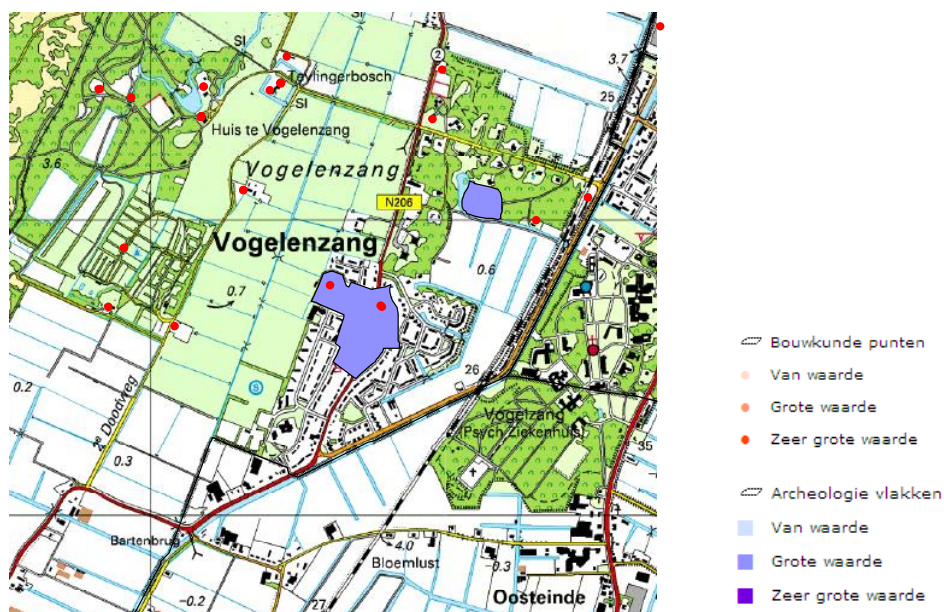 SI
2
3.7
25
Teylingerbosch
SI
Huis te Vogelenzang
3.6
Vogelenzang
N206
Vogelenzang
0.6
0.7
S
26
0.2
2e Doodweg
Vogelzang
(Psych Ziekenhuis)
35
0.3
Bartenbrug
4.0
Bloemlust
-0.3
-0.2
27
Oosteinde
Bouwkunde punten
Van waarde
Grote waarde
Zeer grote waarde
Archeologie vlakken
Van waarde
Grote waarde
Zeer grote waarde